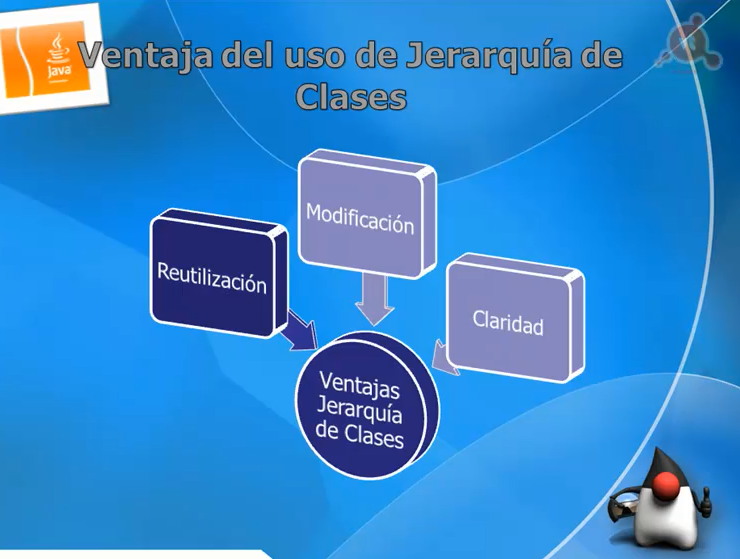 Java
Ventaja del uso de Jerarquía de
Clases
Modificación
Reutilización
Claridad
Ventajas
Jerarquía
de Clases